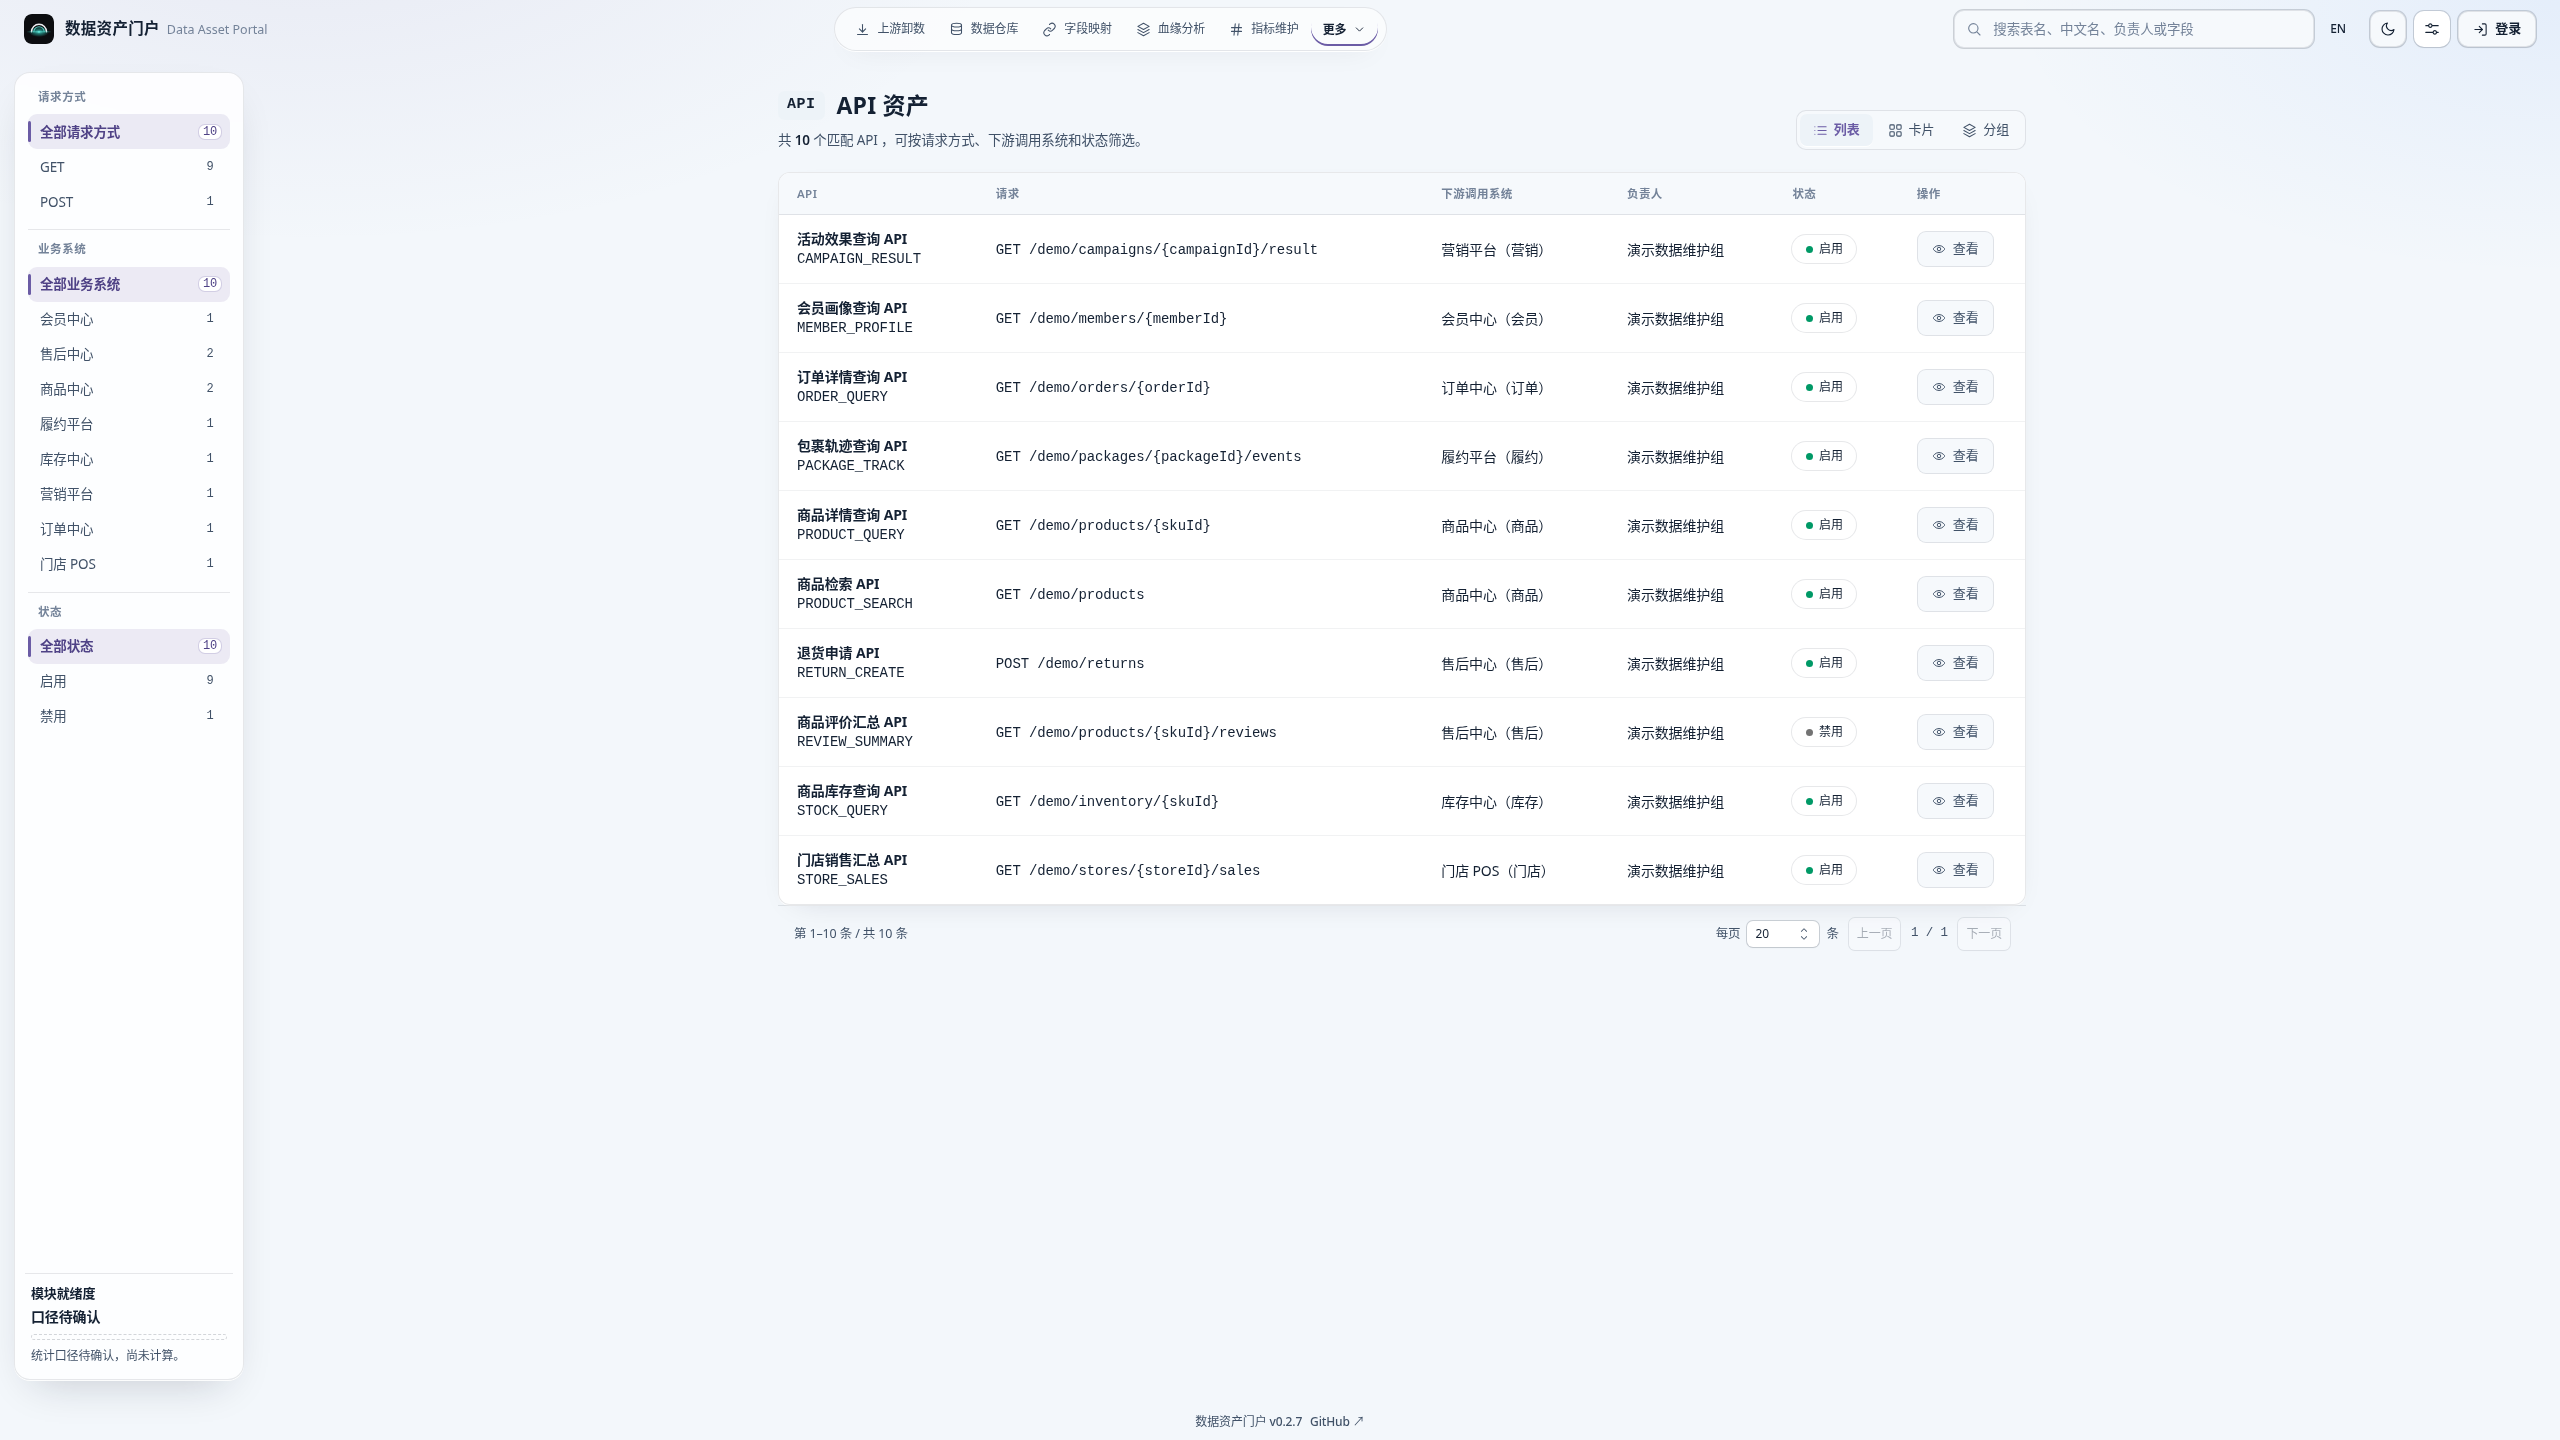 数据资产门户 Data Asset Portal
上游卸数 数据仓库 字段映射 血缘分析 指标维护 更多
搜索表名、中文名、负责人或字段 EN 登录
请求方式
全部请求方式 10
GET 9
POST 1
业务系统
全部业务系统 10
会员中心 1
售后中心 2
商品中心 2
履约平台 1
库存中心 1
营销平台 1
订单中心 1
门店 POS 1
状态
全部状态 10
启用 9
禁用 1
模块就绪度
口径待确认
统计口径待确认，尚未计算。
API API 资产
共 10 个匹配 API ，可按请求方式、下游调用系统和状态筛选。
列表 卡片 分组
API 请求 下游调用系统 负责人 状态 操作
活动效果查询 API
CAMPAIGN_RESULT
GET /demo/campaigns/{campaignId}/result 营销平台（营销） 演示数据维护组 启用 查看
会员画像查询 API
MEMBER_PROFILE
GET /demo/members/{memberId} 会员中心（会员） 演示数据维护组 启用 查看
订单详情查询 API
ORDER_QUERY
GET /demo/orders/{orderId} 订单中心（订单） 演示数据维护组 启用 查看
包裹轨迹查询 API
PACKAGE_TRACK
GET /demo/packages/{packageId}/events 履约平台（履约） 演示数据维护组 启用 查看
商品详情查询 API
PRODUCT_QUERY
GET /demo/products/{skuId} 商品中心（商品） 演示数据维护组 启用 查看
商品检索 API
PRODUCT_SEARCH
GET /demo/products 商品中心（商品） 演示数据维护组 启用 查看
退货申请 API
RETURN_CREATE
POST /demo/returns 售后中心（售后） 演示数据维护组 启用 查看
商品评价汇总 API
REVIEW_SUMMARY
GET /demo/products/{skuId}/reviews 售后中心（售后） 演示数据维护组 禁用 查看
商品库存查询 API
STOCK_QUERY
GET /demo/inventory/{skuId} 库存中心（库存） 演示数据维护组 启用 查看
门店销售汇总 API
STORE_SALES
GET /demo/stores/{storeId}/sales 门店 POS（门店） 演示数据维护组 启用 查看
第 1–10 条 / 共 10 条 每页 20 条 上一页 1 / 1 下一页
数据资产门户 v0.2.7 GitHub ↗